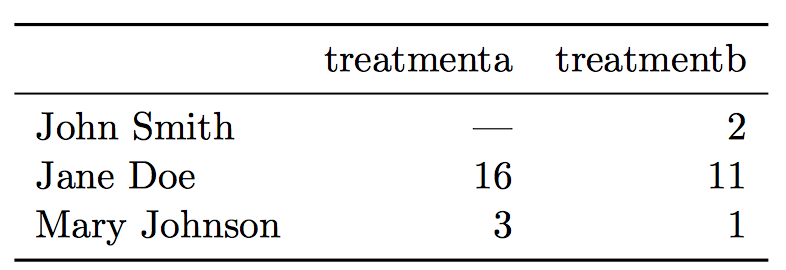 treatmenta treatmentb
John Smith — 2
Jane Doe 16 11
Mary Johnson 3 1